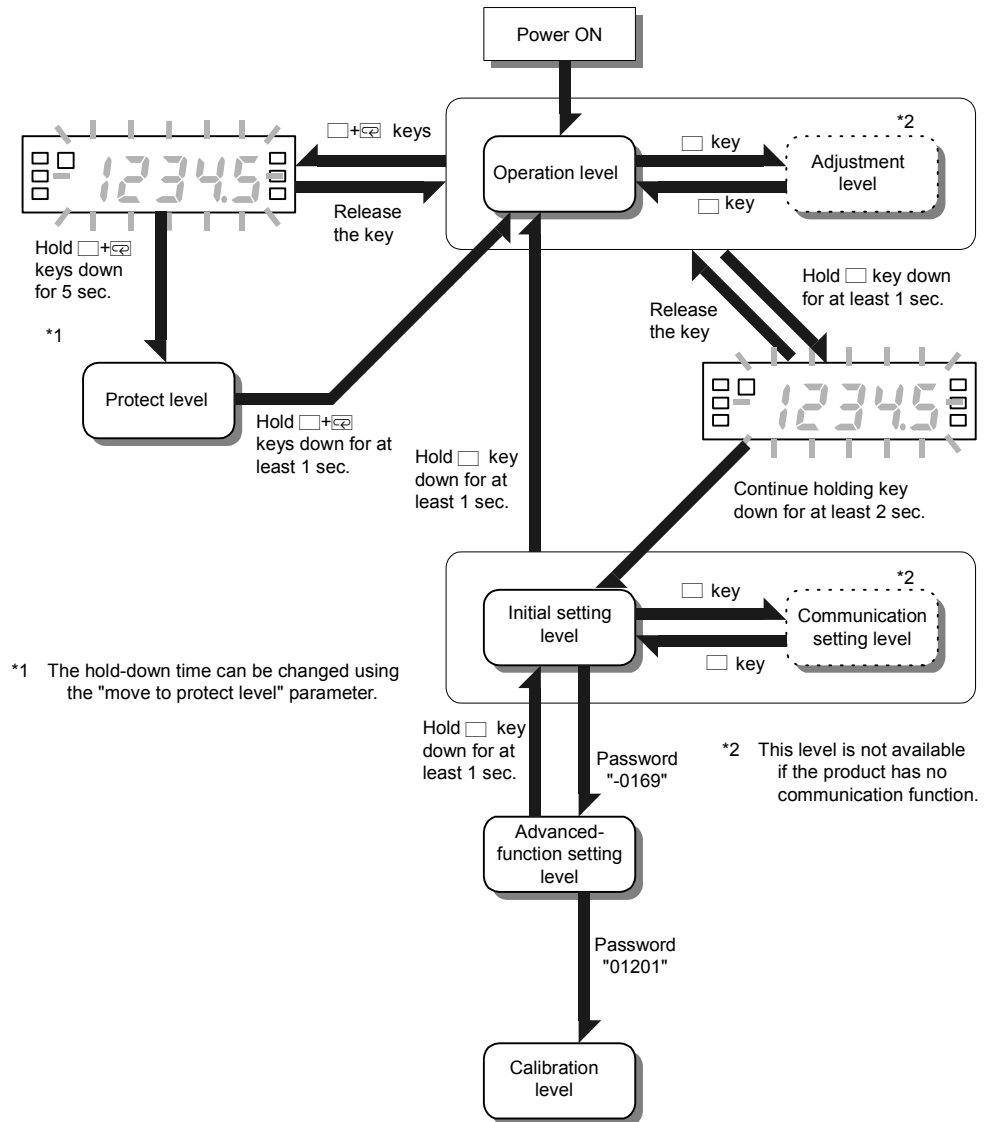 Power ON
*2
□+ keys
□ key
Operation level
Adjustment
level
□ key
12345
Release
the key
Hold □+
keys down
for 5 sec.
Hold □ key down
for at least 1 sec.
Release
the key
*1
Protect level
12345
Hold □+
keys down for at
least 1 sec.
Hold □ key
down for at
least 1 sec.
Continue holding key
down for at least 2 sec.
*2
□ key
Initial setting
level
Communication
setting level
□ key
*1 The hold-down time can be changed using
the "move to protect level" parameter.
Hold □ key
down for at
least 1 sec.
Password
"-0169"
*2 This level is not available
if the product has no
communication function.
Advanced-
function setting
level
Password
"01201"
Calibration
level